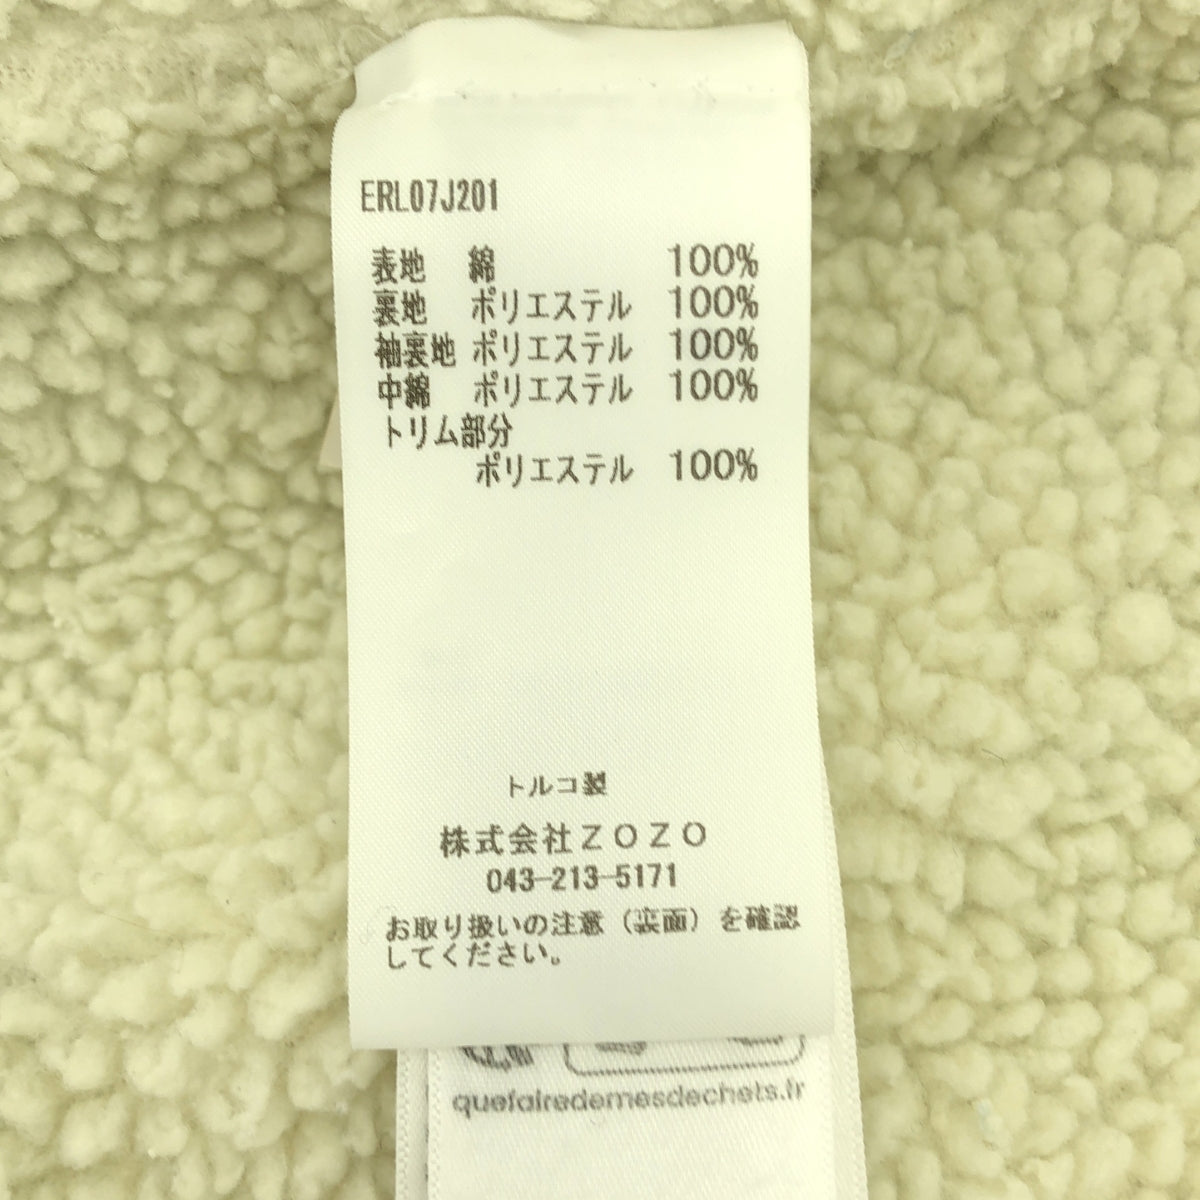 ERL07J201
表地 綿 100%
裏地 ポリエステル 100%
袖裏地 ポリエステル 100%
中綿 ポリエステル 100%
トリム部分
ポリエステル 100%
トルコ製
株式会社ZOZO
043-213-5171
お取り扱いの注意（裏面）を確認
してください。
quefairedemesdechets.fr